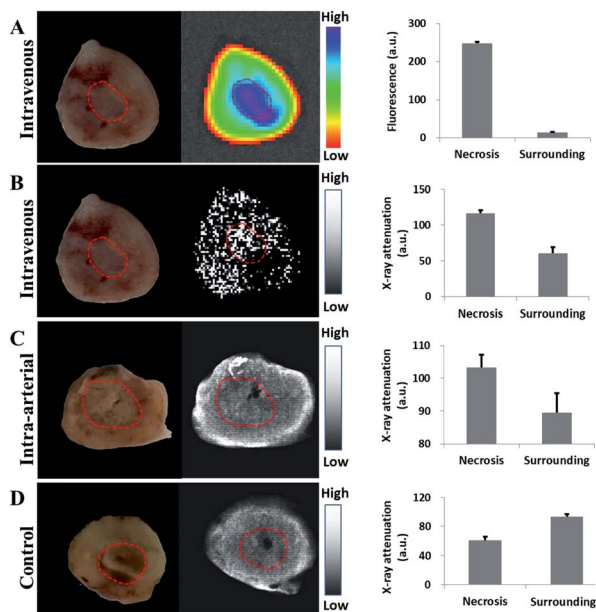 A
Intravenous
High
Low
Fluorescence (a.u.)
300
200
100
0
Necrosis
Surrounding
B
Intravenous
High
Low
X-ray attenuation
(a.u.)
150
100
50
0
Necrosis
Surrounding
C
Intra-arterial
High
Low
X-ray attenuation
(a.u.)
110
100
90
80
Necrosis
Surrounding
D
Control
High
Low
X-ray attenuation
(a.u.)
120
80
40
0
Necrosis
Surrounding